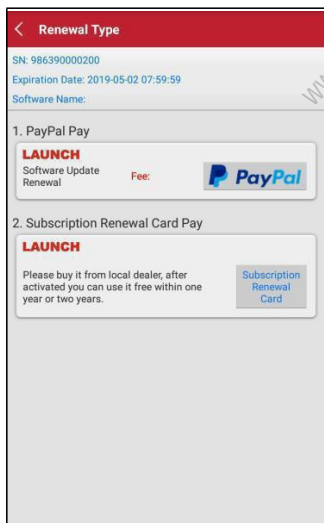 Renewal Type
SN: 986390000200
Expiration Date: 2019-05-02 07:59:59
Software Name:
1. PayPal Pay
LAUNCH
Software Update
Renewal
Fee:
PayPal
2. Subscription Renewal Card Pay
LAUNCH
Please buy it from local dealer, after
activated you can use it free within one
year or two years.
Subscription
Renewal
Card